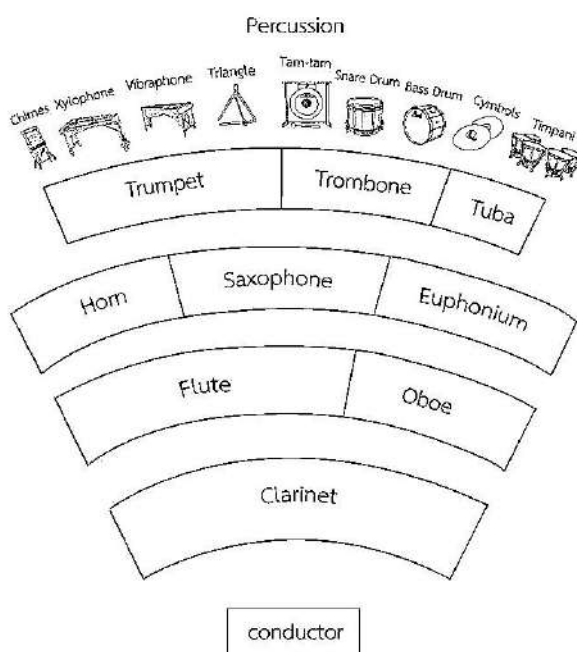 Percussion
Chimes
Xylophone
Vibraphone
Triangle
Tam-tam
Snare Drum
Bass Drum
Cymbols
Timpani
Trumpet
Trombone
Tuba
Horn
Saxophone
Euphonium
Flute
Oboe
Clarinet
conductor